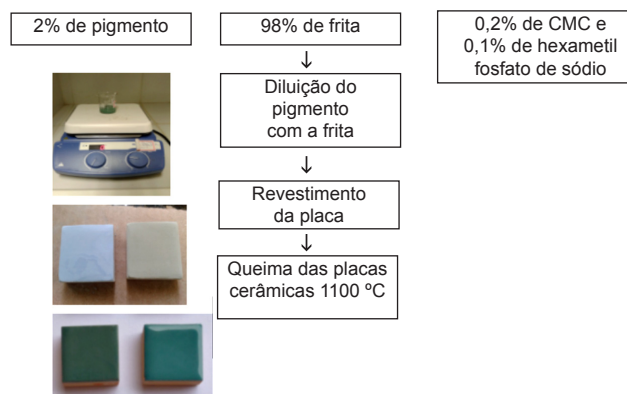 2% de pigmento
98% de frita
0,2% de CMC e
0,1% de hexametil
fosfato de sódio
Diluição do
pigmento
com a frita
Revestimento
da placa
Queima das placas
cerâmicas 1100 ºC